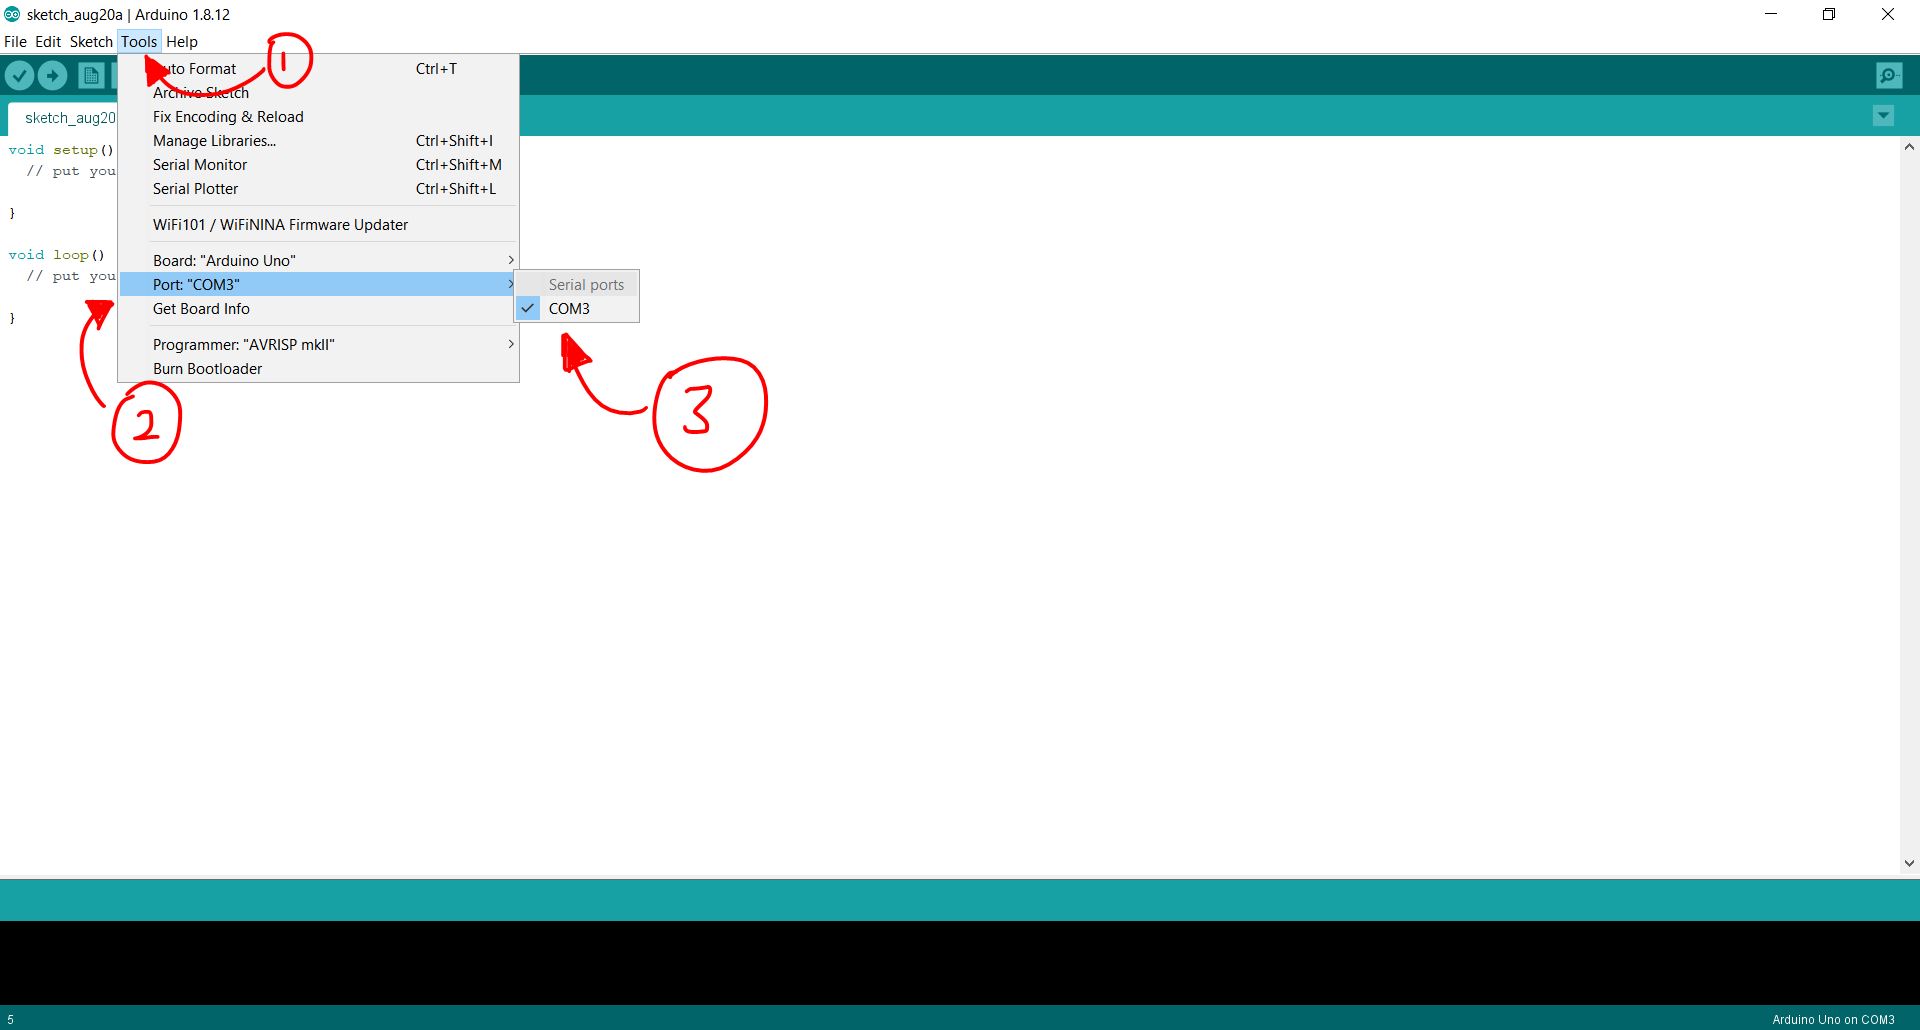 sketch_aug20a | Arduino 1.8.12
File Edit Sketch Tools Help
1
uto Format Ctrl+T
Archive Sketch
Fix Encoding & Reload
Manage Libraries... Ctrl+Shift+I
Serial Monitor Ctrl+Shift+M
Serial Plotter Ctrl+Shift+L
WiFi101 / WiFiNINA Firmware Updater
Board: "Arduino Uno"
Port: "COM3"
Get Board Info
Programmer: "AVRISP mkII"
Burn Bootloader
Serial ports
COM3
sketch_aug20
void setup()
// put you
}
void loop()
// put you
}
2
3
5
Arduino Uno on COM3